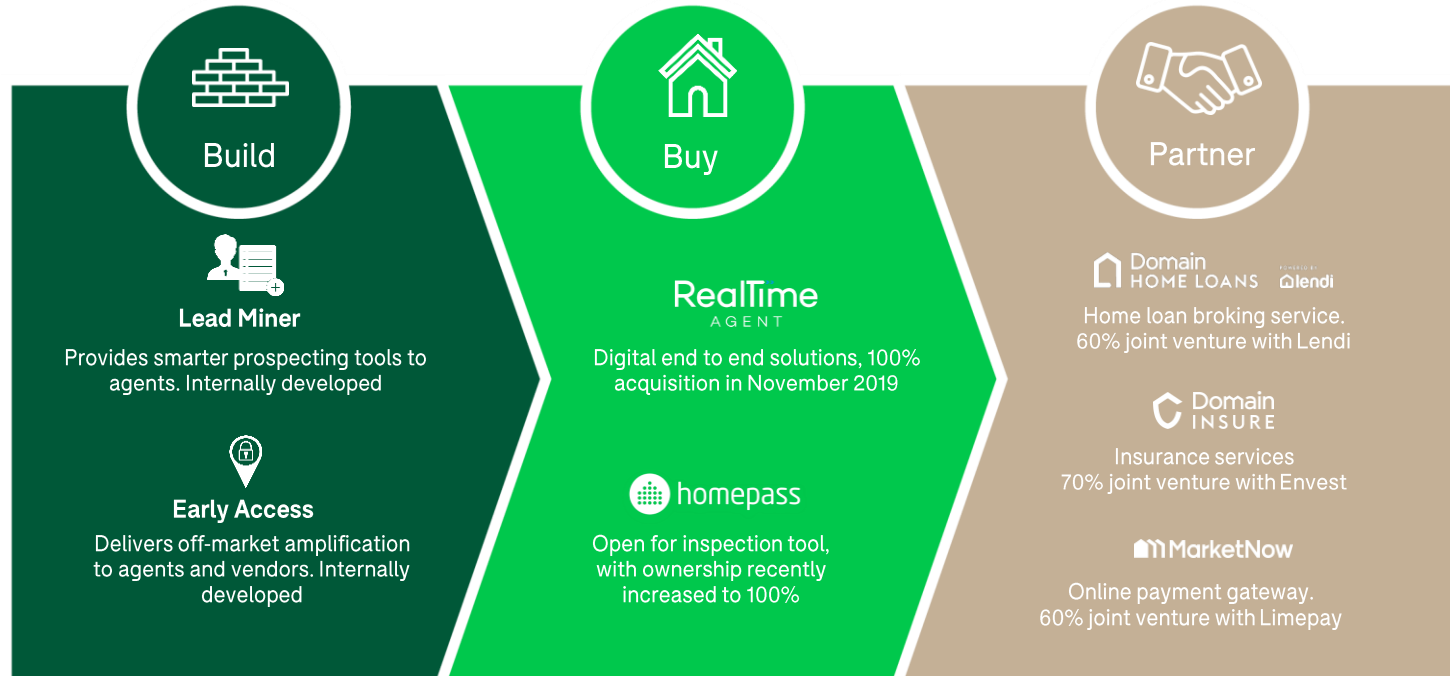 Build
Lead Miner
Provides smarter prospecting tools to
agents. Internally developed
Early Access
Delivers off-market amplification
to agents and vendors. Internally
developed
Buy
RealTime
AGENT
Digital end to end solutions, 100%
acquisition in November 2019
homepass
Open for inspection tool,
with ownership recently
increased to 100%
Partner
Domain
HOME LOANS
POWERED BY
lendi
Home loan broking service.
60% joint venture with Lendi
Domain
INSURE
Insurance services
70% joint venture with Envest
MarketNow
Online payment gateway.
60% joint venture with Limepay